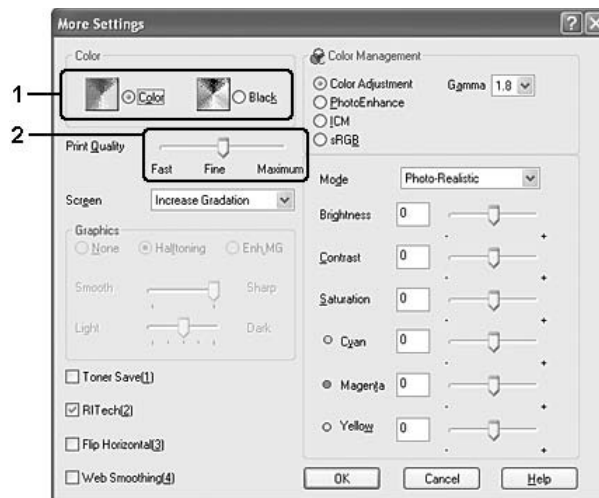 More Settings
Color
1
Color
Black
2
Print Quality
Fast Fine Maximum
Screen Increase Gradation
Graphics
None Halftoning Enh.MG
Smooth Sharp
Light Dark
Toner Save(1)
RITech(2)
Flip Horizontal(3)
Web Smoothing(4)
Color Management
Color Adjustment
PhotoEnhance
ICM
sRGB
Gamma 1.8
Mode Photo-Realistic
Brightness 0
- +
Contrast 0
- +
Saturation 0
- +
Cyan 0
- +
Magenta 0
- +
Yellow 0
- +
OK Cancel Help